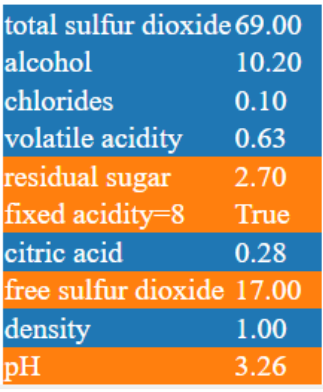 total sulfur dioxide 69.00
alcohol 10.20
chlorides 0.10
volatile acidity 0.63
residual sugar 2.70
fixed acidity=8 True
citric acid 0.28
free sulfur dioxide 17.00
density 1.00
pH 3.26